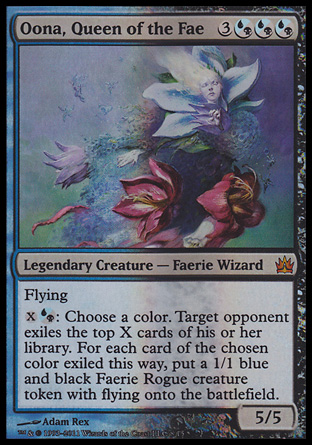 Oona, Queen of the Fae 3
Legendary Creature — Faerie Wizard
Flying
X : Choose a color. Target opponent
exiles the top X cards of his or her
library. For each card of the chosen
color exiled this way, put a 1/1 blue
and black Faerie Rogue creature
token with flying onto the battlefield.
Adam Rex
5/5